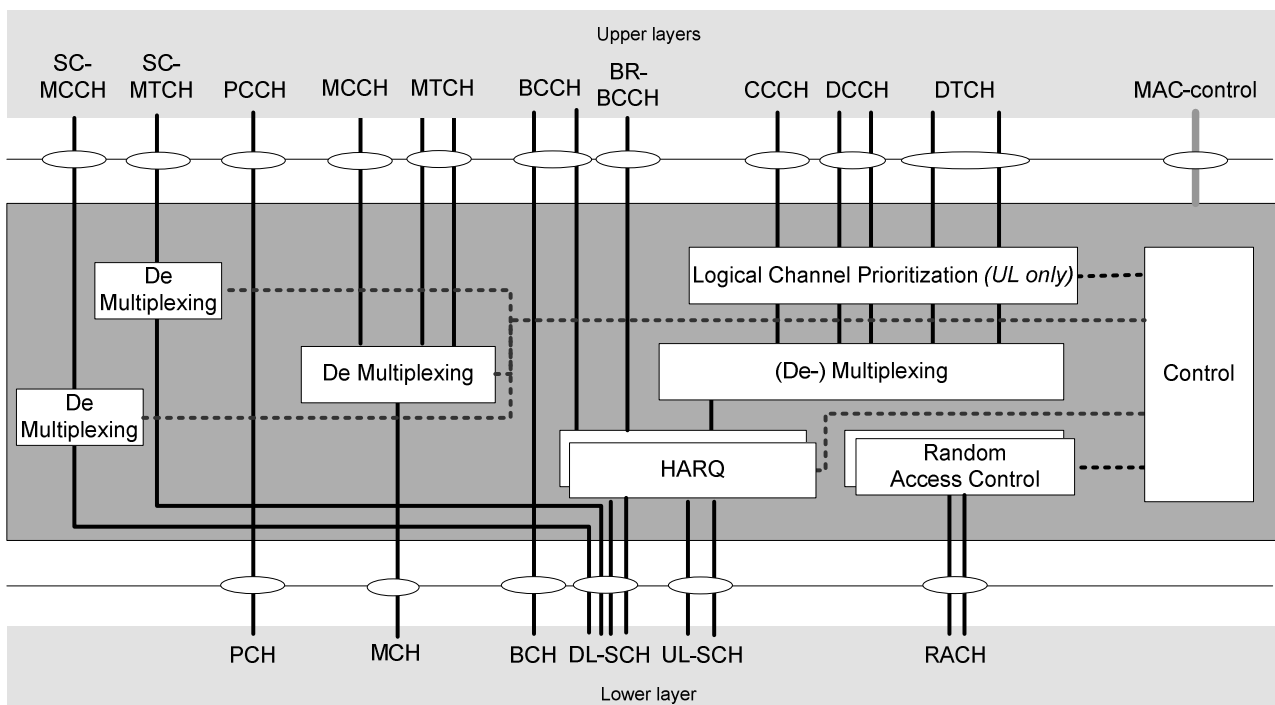 Upper layers
SC-
MCCH
SC-
MTCH
PCCH
MCCH
MTCH
BCCH
BR-
BCCH
CCCH
DCCH
DTCH
MAC-control
De
Multiplexing
Logical Channel Prioritization (UL only)
De Multiplexing
(De-) Multiplexing
Control
De
Multiplexing
HARQ
Random
Access Control
PCH
MCH
BCH
DL-SCH
UL-SCH
RACH
Lower layer